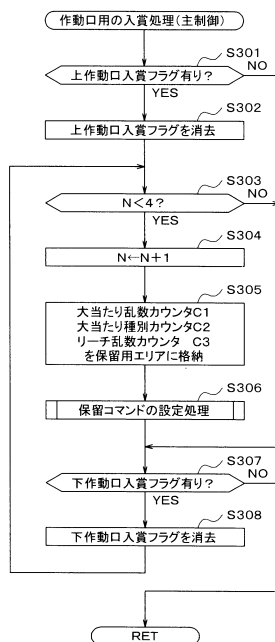 作動口用の入賞処理(主制御)
S301
上作動口入賞フラグ有り?
NO
YES
S302
上作動口入賞フラグを消去
S303
N<4?
NO
YES
S304
N←N+1
S305
大当たり乱数カウンタC1
大当たり種別カウンタC2
リーチ乱数カウンタ C3
を保留用エリアに格納
S306
保留コマンドの設定処理
S307
下作動口入賞フラグ有り?
NO
YES
S308
下作動口入賞フラグを消去
RET